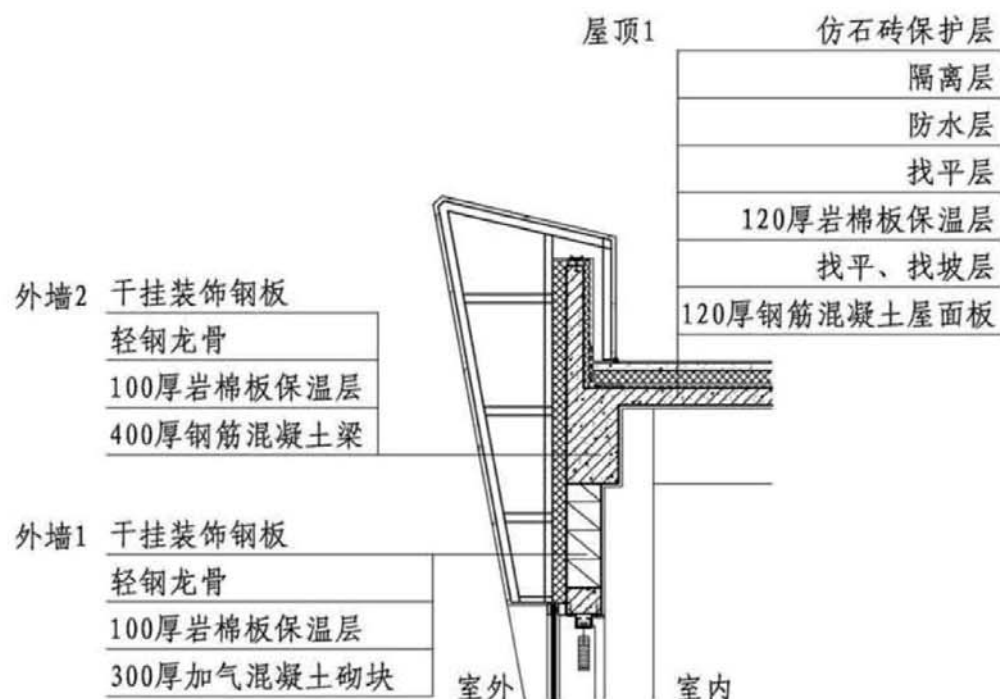 屋顶1
仿石砖保护层
隔离层
防水层
找平层
120厚岩棉板保温层
找平、找坡层
120厚钢筋混凝土屋面板
外墙2 干挂装饰钢板
轻钢龙骨
100厚岩棉板保温层
400厚钢筋混凝土梁
外墙1 干挂装饰钢板
轻钢龙骨
100厚岩棉板保温层
300厚加气混凝土砌块
室外
室内